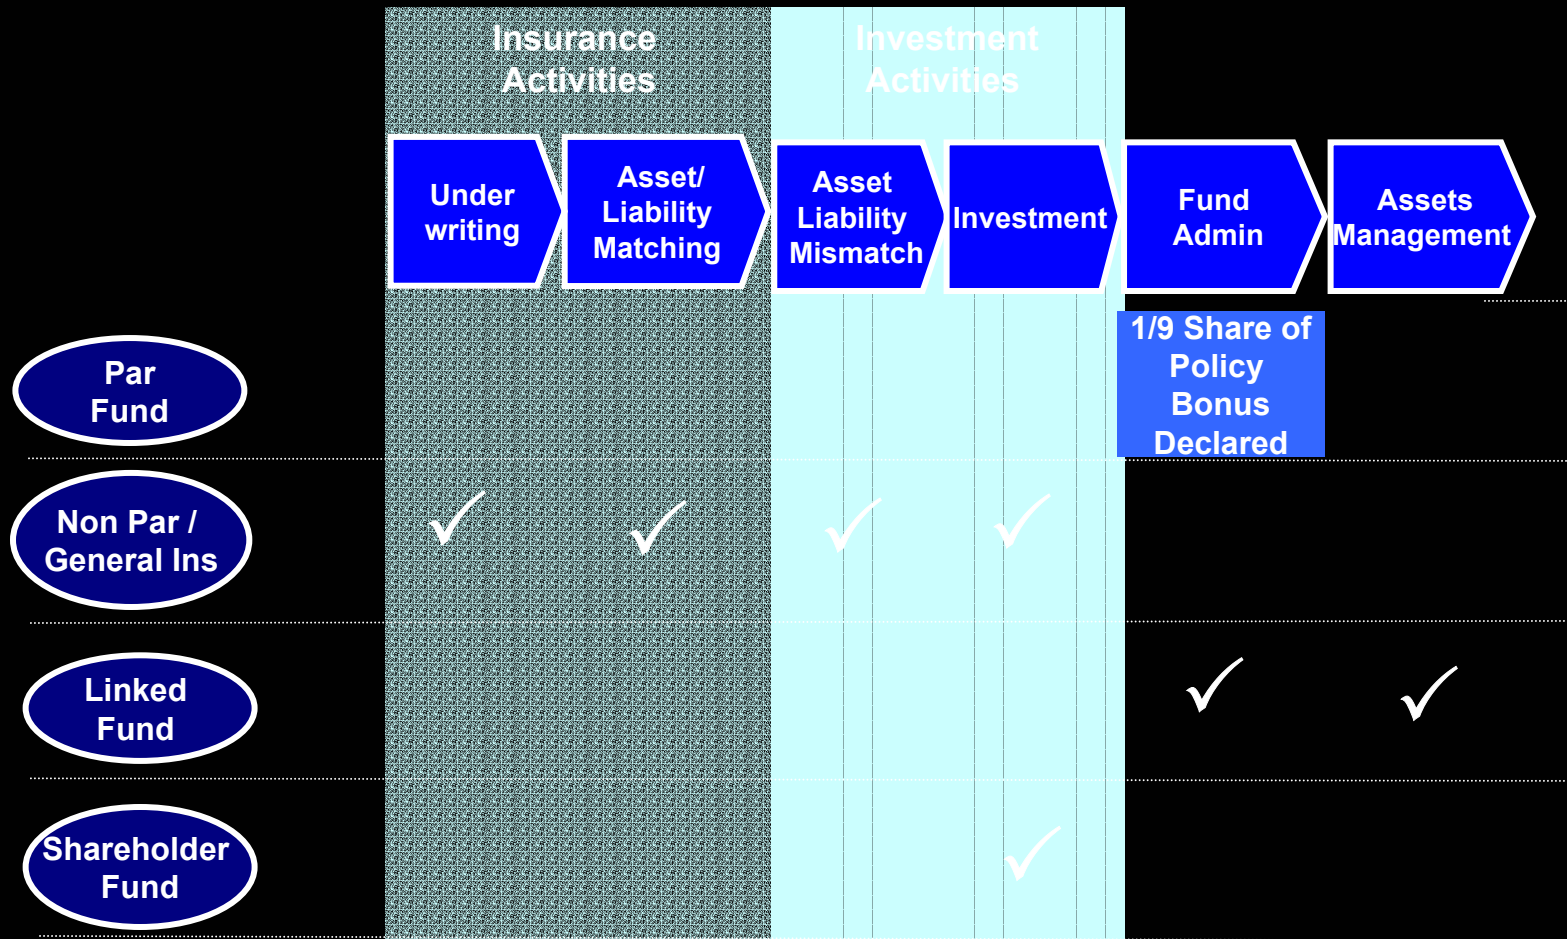 Insurance
Activities
Investment
Activities
Under
writing
Asset/
Liability
Matching
Asset
Liability
Mismatch
Investment
Fund
Admin
Assets
Management
Par
Fund
1/9 Share of
Policy
Bonus
Declared
Non Par /
General Ins
✓ ✓ ✓ ✓
Linked
Fund
✓ ✓
Shareholder
Fund
✓